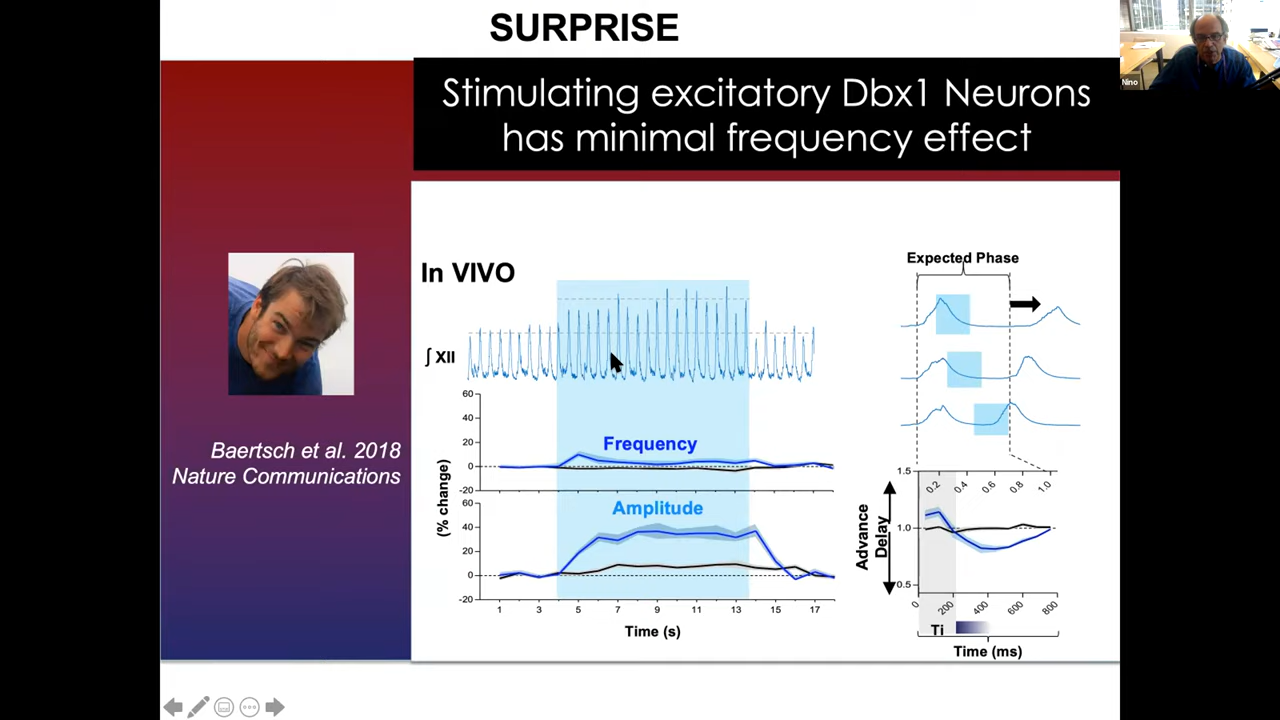 SURPRISE
Stimulating excitatory Dbx1 Neurons
has minimal frequency effect
Nino
Baertsch et al. 2018
Nature Communications
In VIVO
∫ XII
60
40
20
0
-20
Frequency
60
40
20
0
-20
Amplitude
(% change)
1 3 5 7 9 11 13 15 17
Time (s)
Expected Phase
1.5
1.0
0.5
0.2 0.4 0.6 0.8 1.0
Advance
Delay
0 200 400 600 800
Ti
Time (ms)